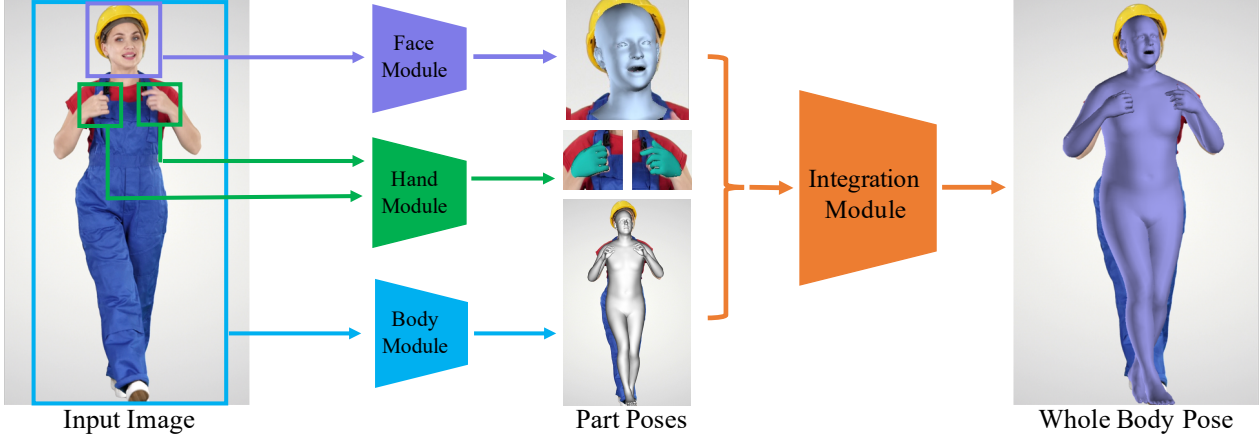 Face
Module
Hand
Module
Body
Module
Integration
Module
Input Image
Part Poses
Whole Body Pose